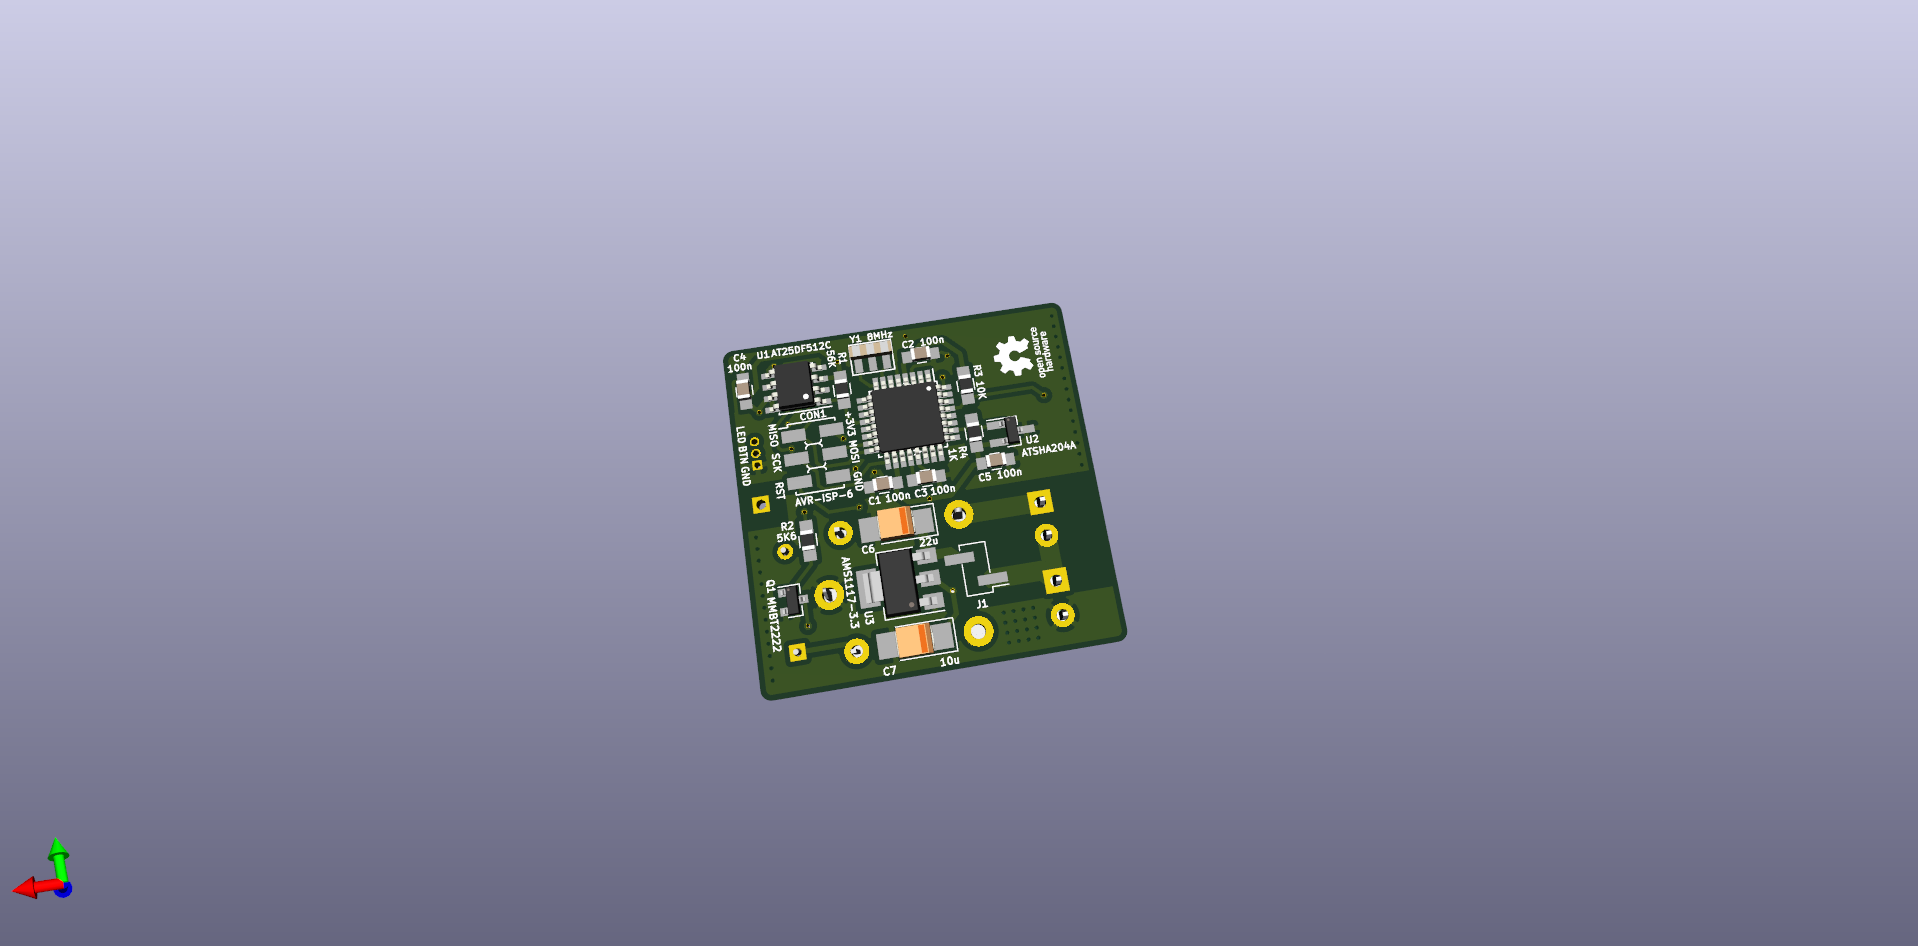 Y1 8MHz
C2 100n
open source
hardware
C4
100n
U1 AT25DF512C
56K
R1
R3 10K
CON1
+3V3 MOSI GND
MISO SCK RST
LED BTN GND
AVR-ISP-6
1K
R4
U2
ATSHA204A
C5 100n
C1 100n
C3 100n
R2
5K6
C6
22u
AMS1117-3.3
U3
Q1 MMBT2222
J1
C7
10u